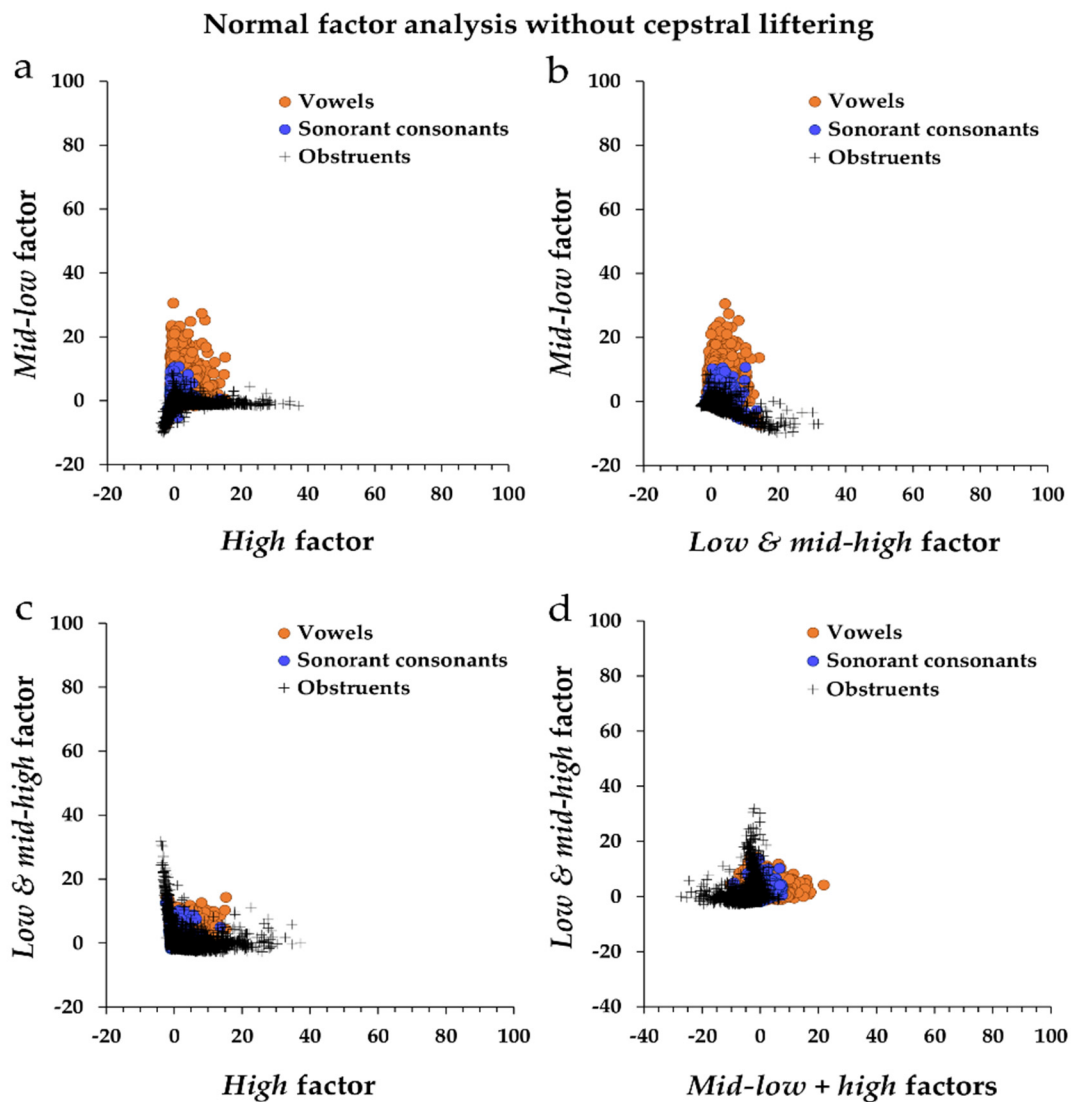 Normal factor analysis without cepstral liftering
a
100
80
60
40
20
0
-20
Mid-low factor
Vowels
Sonorant consonants
Obstruents
-20 0 20 40 60 80 100
High factor
b
100
80
60
40
20
0
-20
Mid-low factor
Vowels
Sonorant consonants
Obstruents
-20 0 20 40 60 80 100
Low & mid-high factor
c
100
80
60
40
20
0
-20
Low & mid-high factor
Vowels
Sonorant consonants
Obstruents
-20 0 20 40 60 80 100
High factor
d
100
80
60
40
20
0
-20
-40
Low & mid-high factor
Vowels
Sonorant consonants
Obstruents
-40 -20 0 20 40 60 80 100
Mid-low + high factors